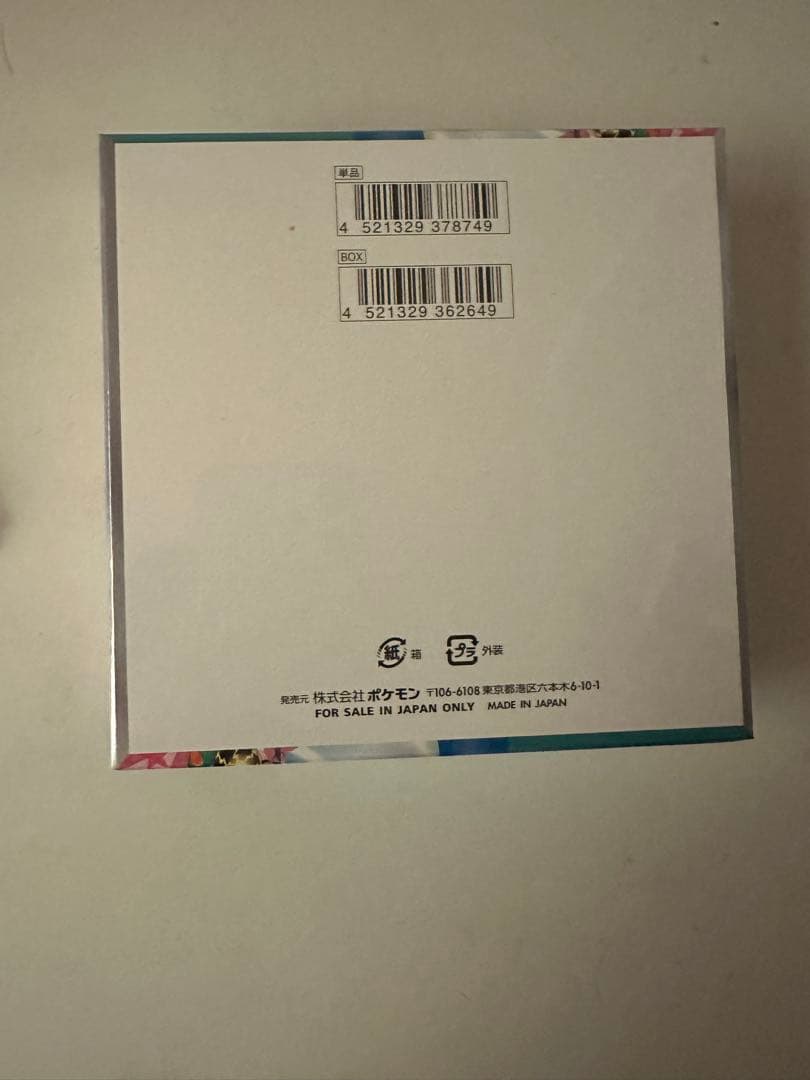 単品
4 521329 378749
BOX
4 521329 362649
紙 箱 プラ 外装
発売元 株式会社ポケモン 〒106-6108 東京都港区六本木6-10-1
FOR SALE IN JAPAN ONLY MADE IN JAPAN